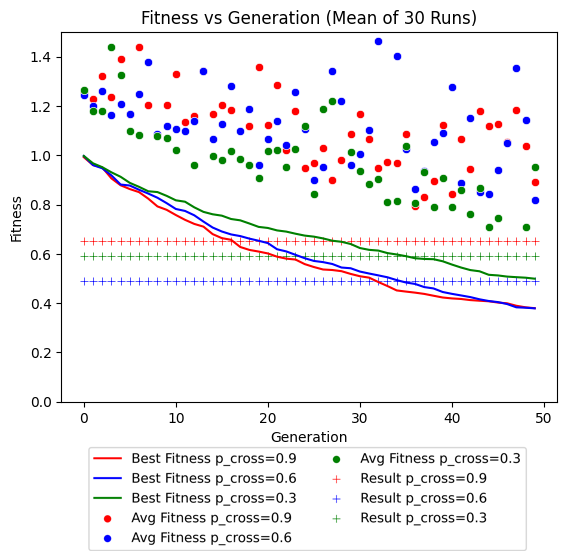 Fitness vs Generation (Mean of 30 Runs)
1.4
1.2
1.0
0.8
0.6
0.4
0.2
0.0
Fitness
0 10 20 30 40 50
Generation
Best Fitness p_cross=0.9
Best Fitness p_cross=0.6
Best Fitness p_cross=0.3
Avg Fitness p_cross=0.9
Avg Fitness p_cross=0.6
Avg Fitness p_cross=0.3
Result p_cross=0.9
Result p_cross=0.6
Result p_cross=0.3